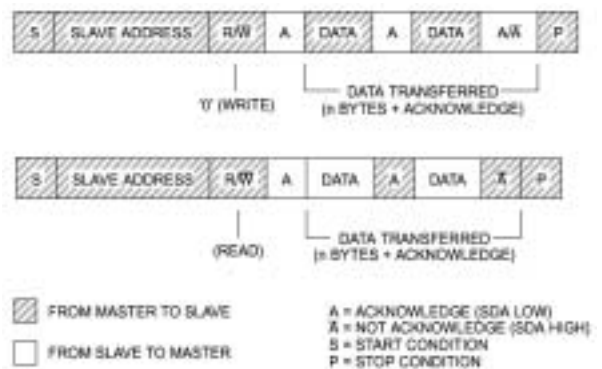 S SLAVE ADDRESS R/W̅ A DATA A DATA A/A̅ P
'0' (WRITE)
DATA TRANSFERRED
(n BYTES + ACKNOWLEDGE)
S SLAVE ADDRESS R/W̅ A DATA A DATA A̅ P
(READ)
DATA TRANSFERRED
(n BYTES + ACKNOWLEDGE)
FROM MASTER TO SLAVE
FROM SLAVE TO MASTER
A = ACKNOWLEDGE (SDA LOW)
A̅ = NOT ACKNOWLEDGE (SDA HIGH)
S = START CONDITION
P = STOP CONDITION